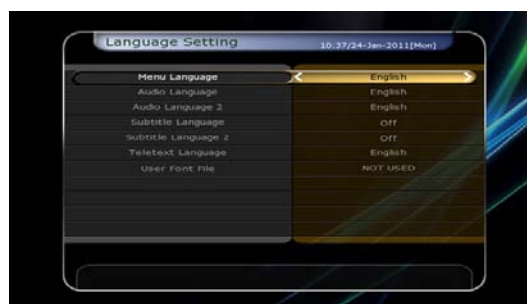 Language Setting 10:37/24-Jan-2011[Mon]
Menu Language English
Audio Language English
Audio Language 2 English
Subtitle Language Off
Subtitle Language 2 Off
Teletext Language English
User Font File NOT USED